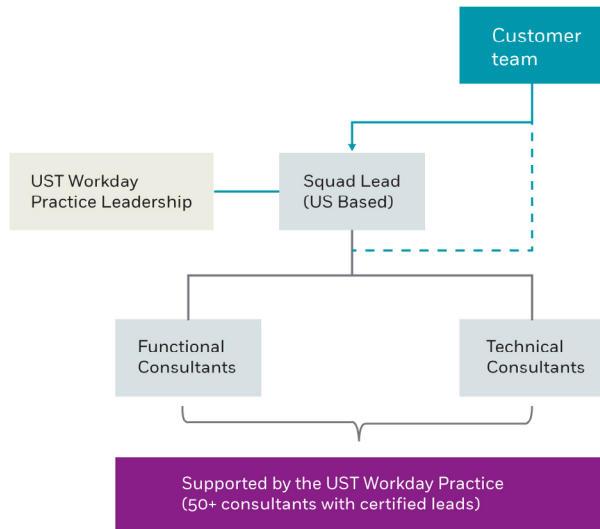 Customer
team
UST Workday
Practice Leadership
Squad Lead
(US Based)
Functional
Consultants
Technical
Consultants
Supported by the UST Workday Practice
(50+ consultants with certified leads)